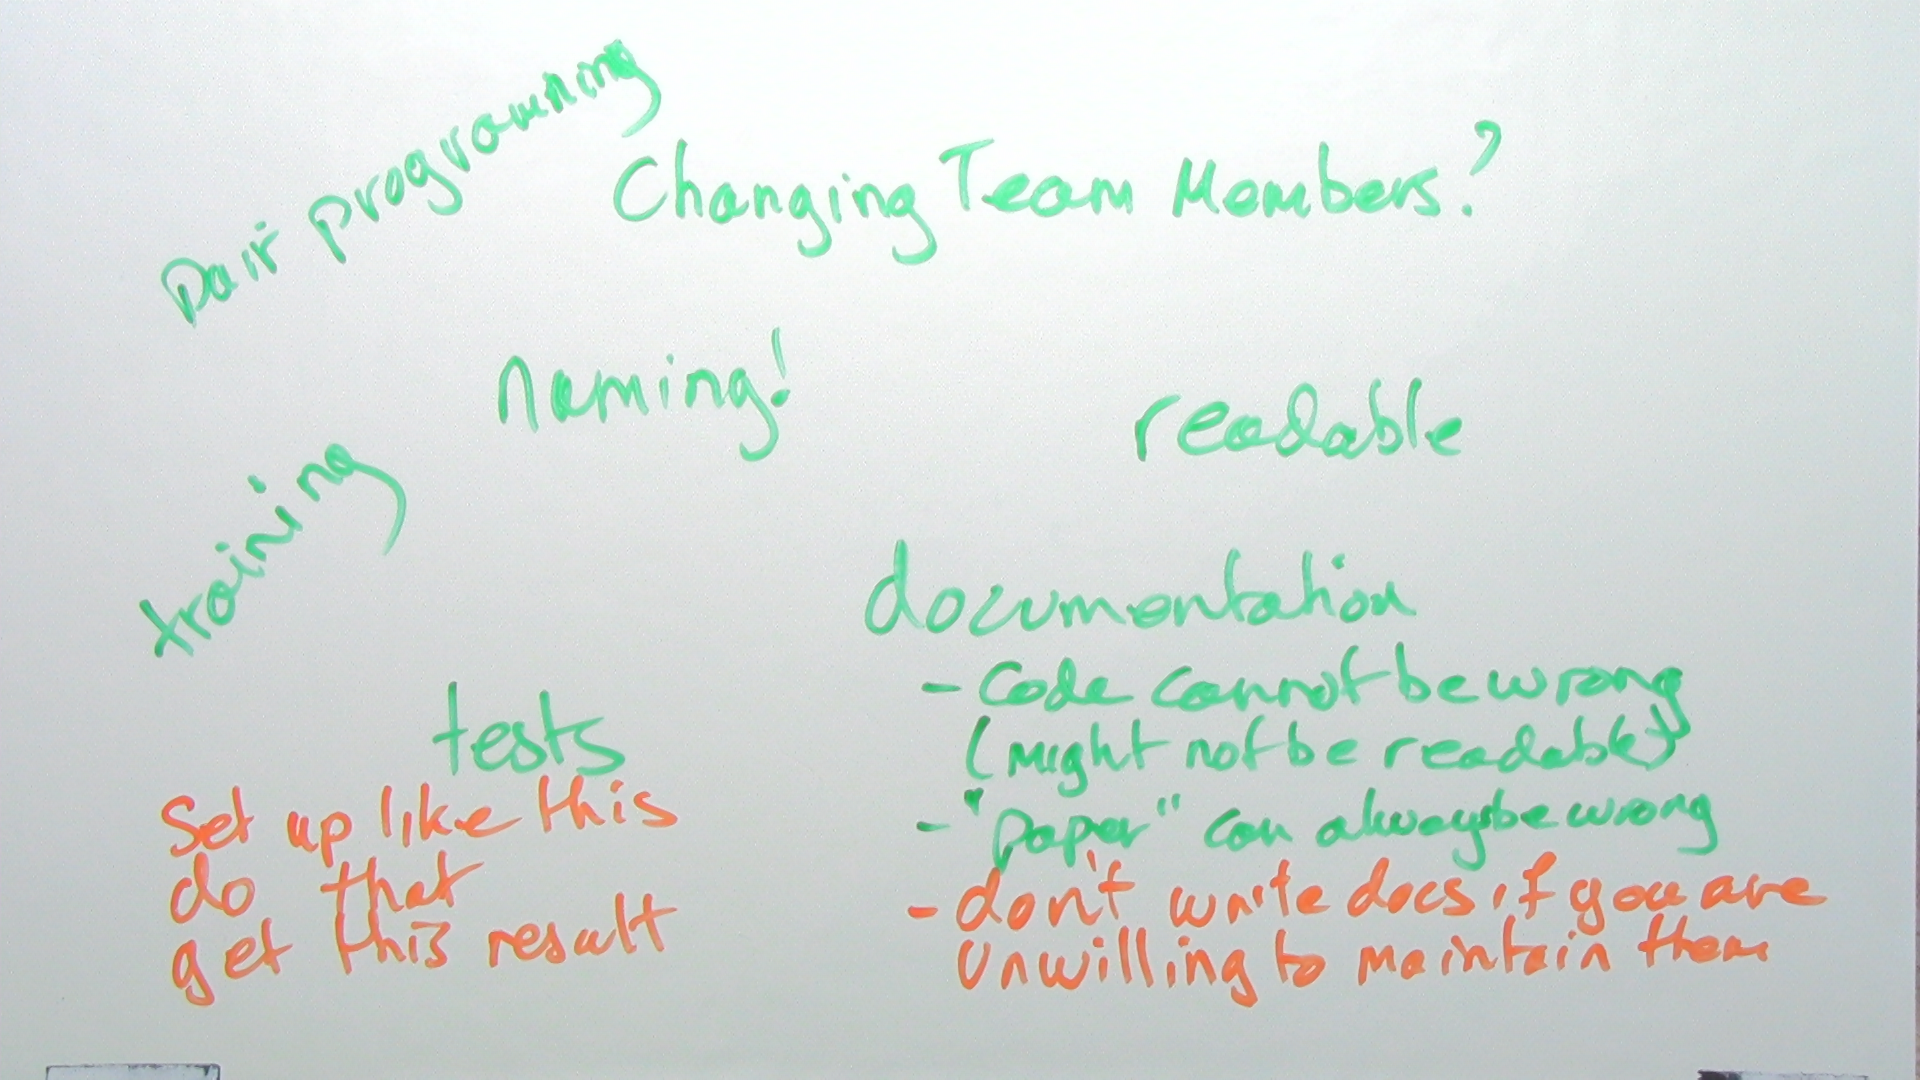 Pair programming
Changing Team Members?
naming!
readable
training
documentation
- Code cannot be wrong
(might not be readable)
- "paper" can always be wrong
- don't write docs if you are
unwilling to maintain them
tests
Set up like this
do that
get this result